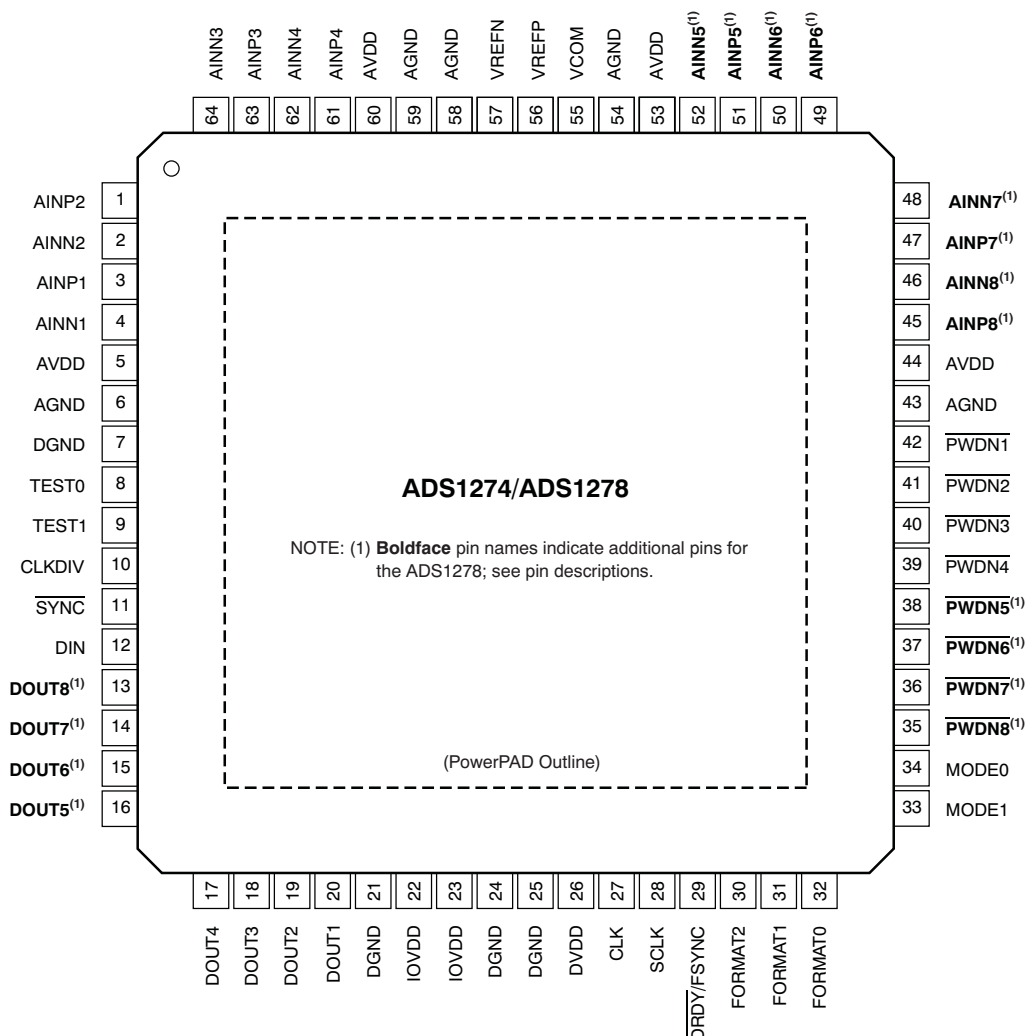 AINN3
AINP3
AINN4
AINP4
AVDD
AGND
AGND
VREFN
VREFP
VCOM
AGND
AVDD
AINN5(1)
AINP5(1)
AINN6(1)
AINP6(1)
64
63
62
61
60
59
58
57
56
55
54
53
52
51
50
49
AINP2 1
AINN2 2
AINP1 3
AINN1 4
AVDD 5
AGND 6
DGND 7
TEST0 8
TEST1 9
CLKDIV 10
SYNC 11
DIN 12
DOUT8(1) 13
DOUT7(1) 14
DOUT6(1) 15
DOUT5(1) 16
ADS1274/ADS1278
NOTE: (1) Boldface pin names indicate additional pins for
the ADS1278; see pin descriptions.
(PowerPAD Outline)
48 AINN7(1)
47 AINP7(1)
46 AINN8(1)
45 AINP8(1)
44 AVDD
43 AGND
42 PWDN1
41 PWDN2
40 PWDN3
39 PWDN4
38 PWDN5(1)
37 PWDN6(1)
36 PWDN7(1)
35 PWDN8(1)
34 MODE0
33 MODE1
17
18
19
20
21
22
23
24
25
26
27
28
29
30
31
32
DOUT4
DOUT3
DOUT2
DOUT1
DGND
IOVDD
IOVDD
DGND
DGND
DVDD
CLK
SCLK
DRDY/FSYNC
FORMAT2
FORMAT1
FORMAT0